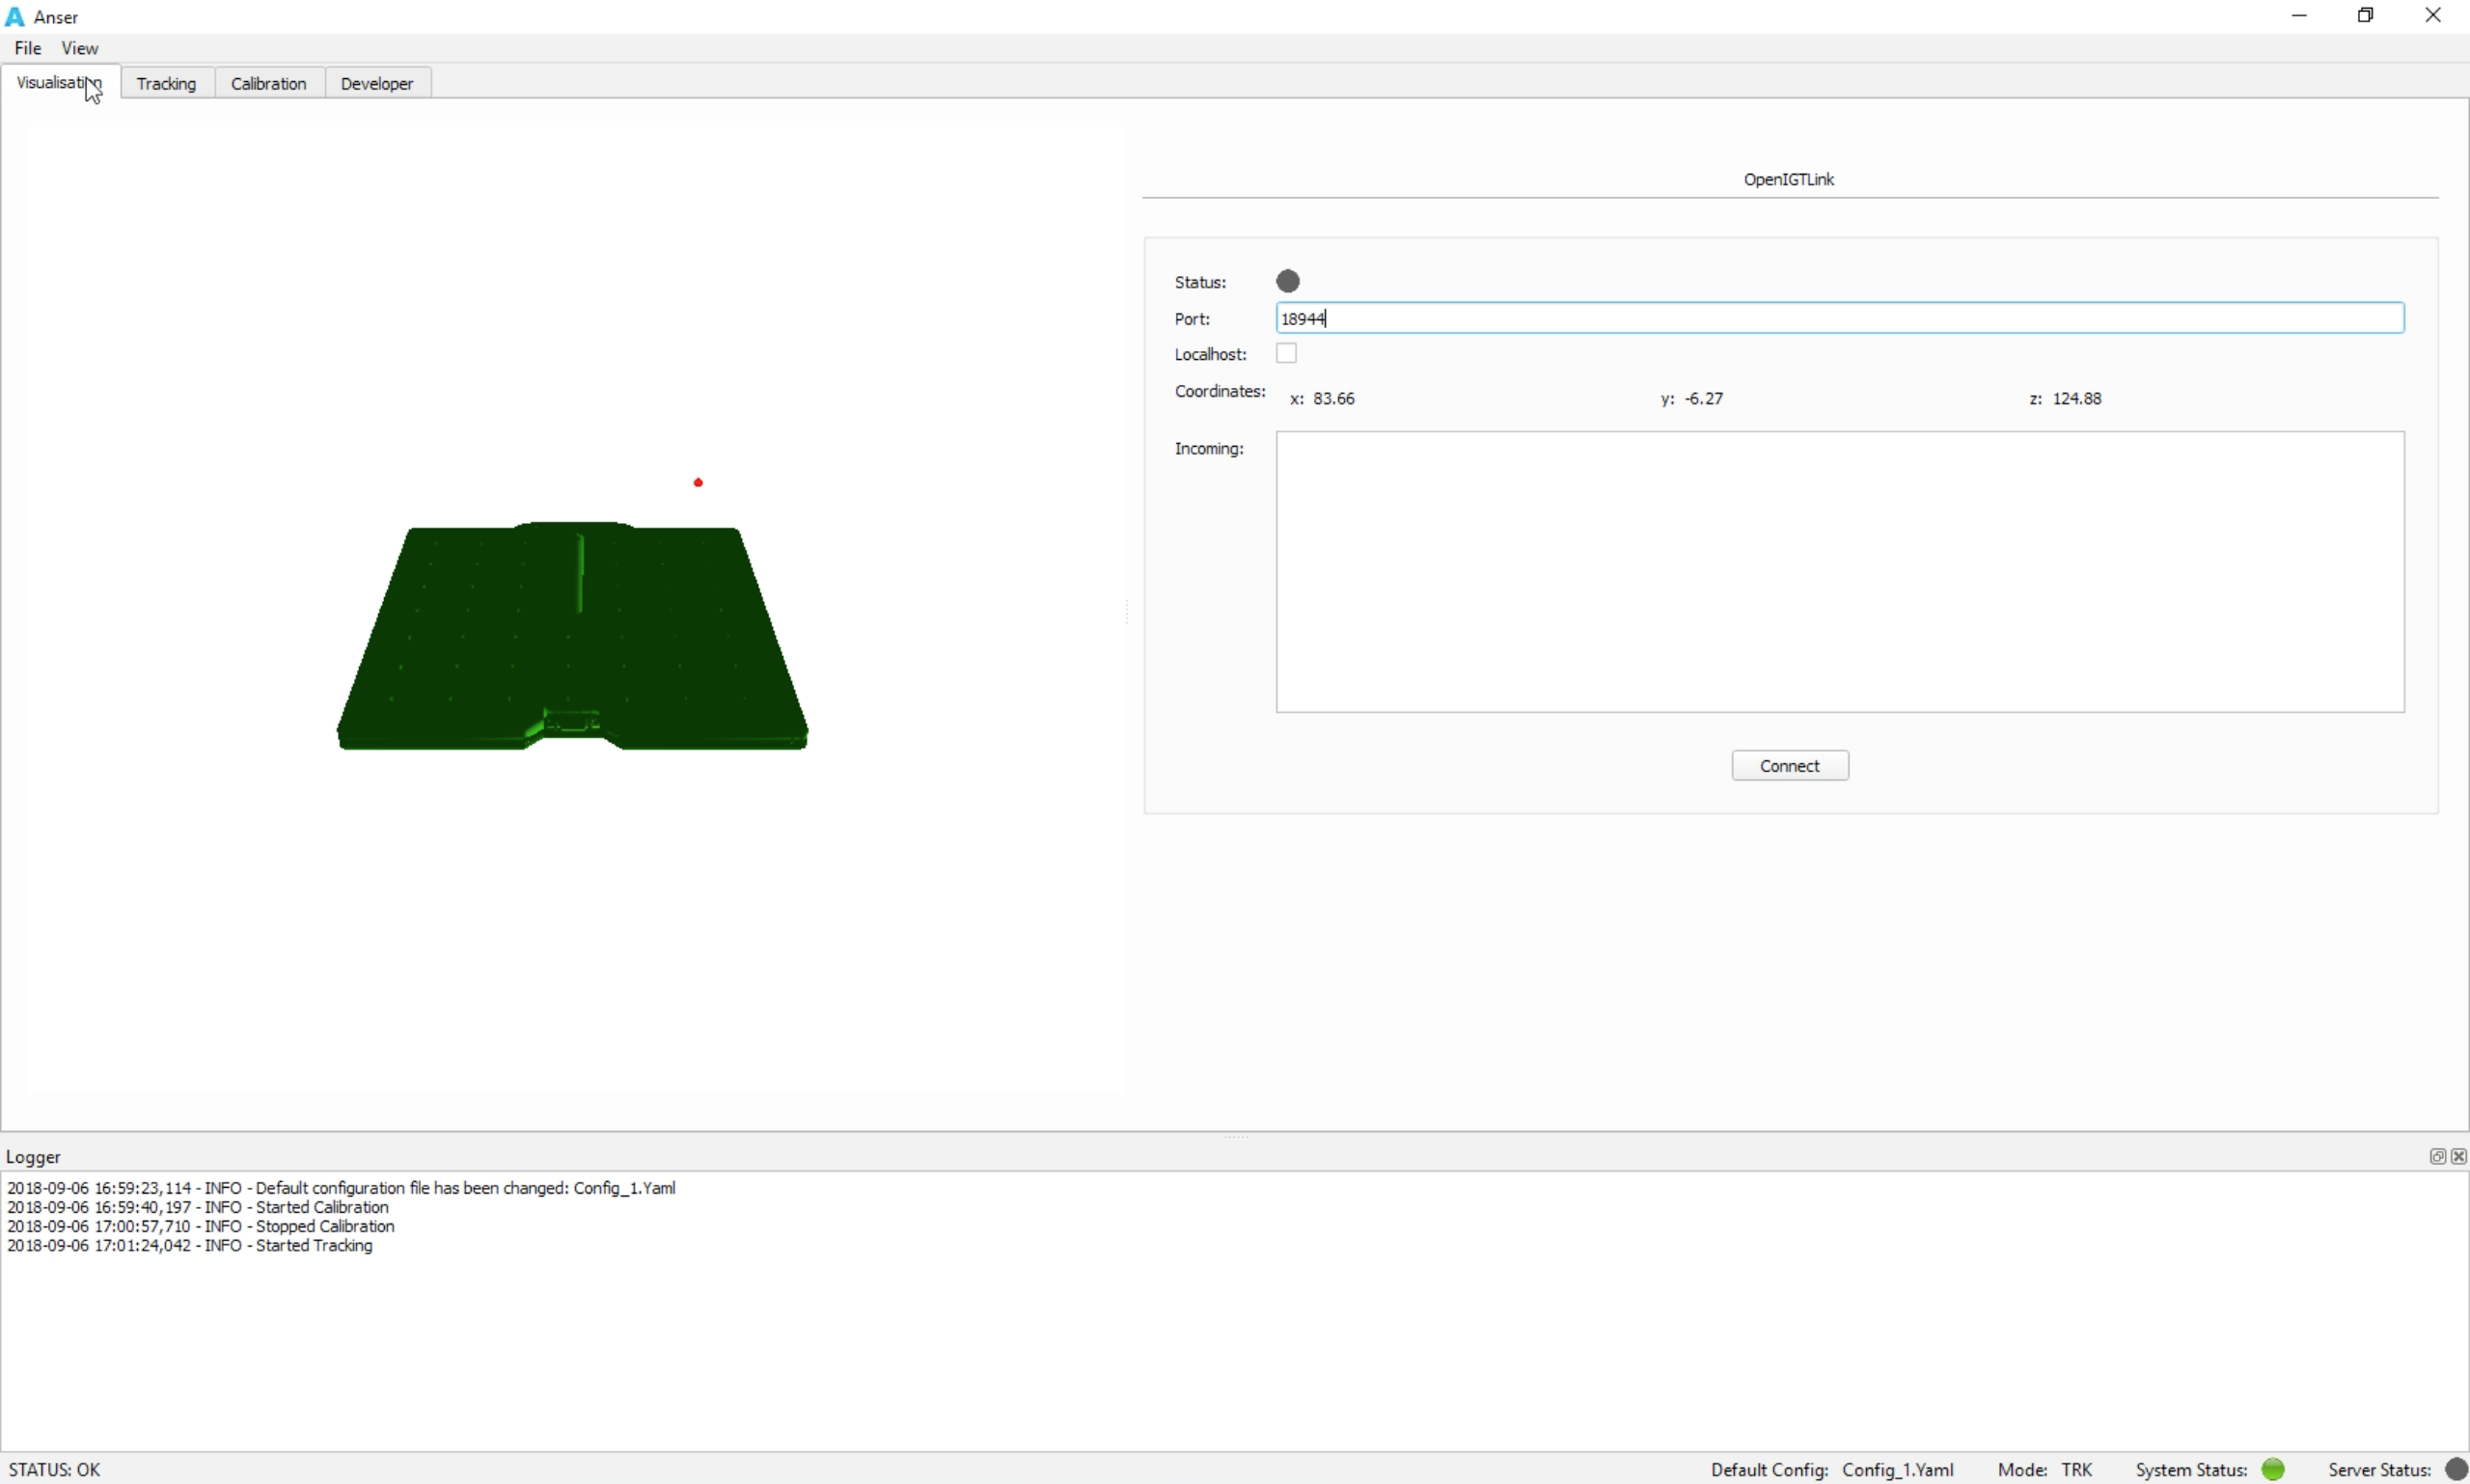 Anser
File View
Visualisation Tracking Calibration Developer
OpenIGTLink
Status:
Port: 18944
Localhost:
Coordinates: x: 83.66 y: -6.27 z: 124.88
Incoming:
Connect
Logger
2018-09-06 16:59:23,114 - INFO - Default configuration file has been changed: Config_1.Yaml
2018-09-06 16:59:40,197 - INFO - Started Calibration
2018-09-06 17:00:57,710 - INFO - Stopped Calibration
2018-09-06 17:01:24,042 - INFO - Started Tracking
STATUS: OK Default Config: Config_1.Yaml Mode: TRK System Status: Server Status: